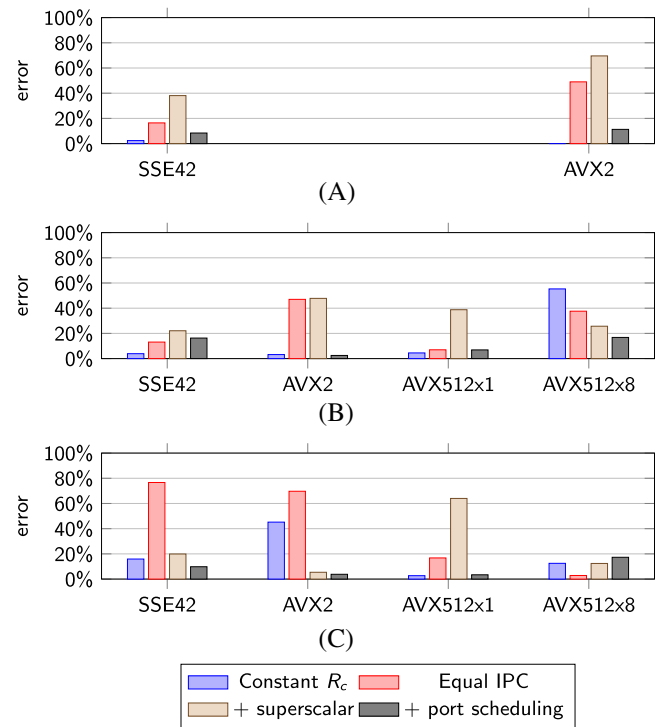 100%
80%
60%
40%
20%
0%
error
SSE42 AVX2
(A)
100%
80%
60%
40%
20%
0%
error
SSE42 AVX2 AVX512x1 AVX512x8
(B)
100%
80%
60%
40%
20%
0%
error
SSE42 AVX2 AVX512x1 AVX512x8
(C)
Constant R_c Equal IPC
+ superscalar + port scheduling